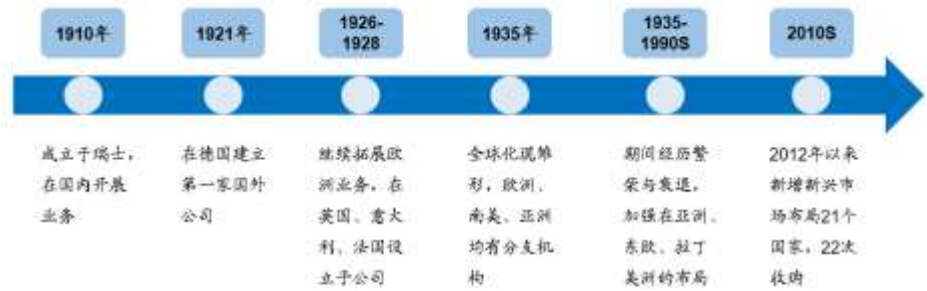 1910年
1921年
1926-
1928
1935年
1935-
1990S
2010S
成立于瑞士，
在国内开展
业务
在德国建立
第一家国外
公司
继续拓展欧
洲业务，在
英国、意大
利、法国设
立子公司
全球化现雏
形，欧洲、
南美、亚洲
均有分支机
构
期间经历繁
荣与衰退，
加强在亚洲、
东欧、拉丁
美洲的布局
2012年以来
新增新兴市
场布局21个
国家，22次
收购